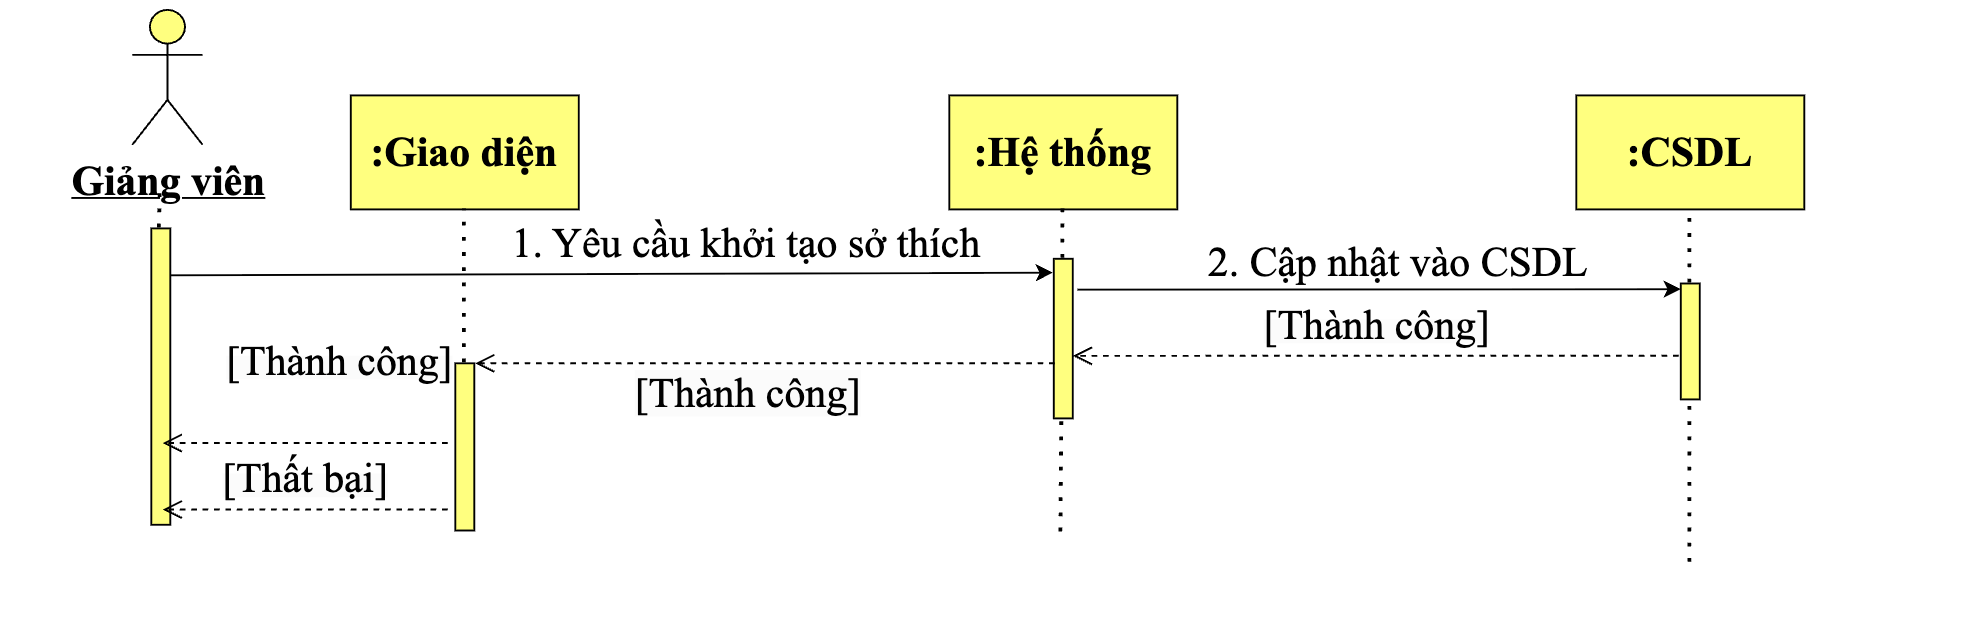 Giảng viên
:Giao diện
:Hệ thống
:CSDL
1. Yêu cầu khởi tạo sở thích
2. Cập nhật vào CSDL
[Thành công]
[Thành công]
[Thành công]
[Thất bại]